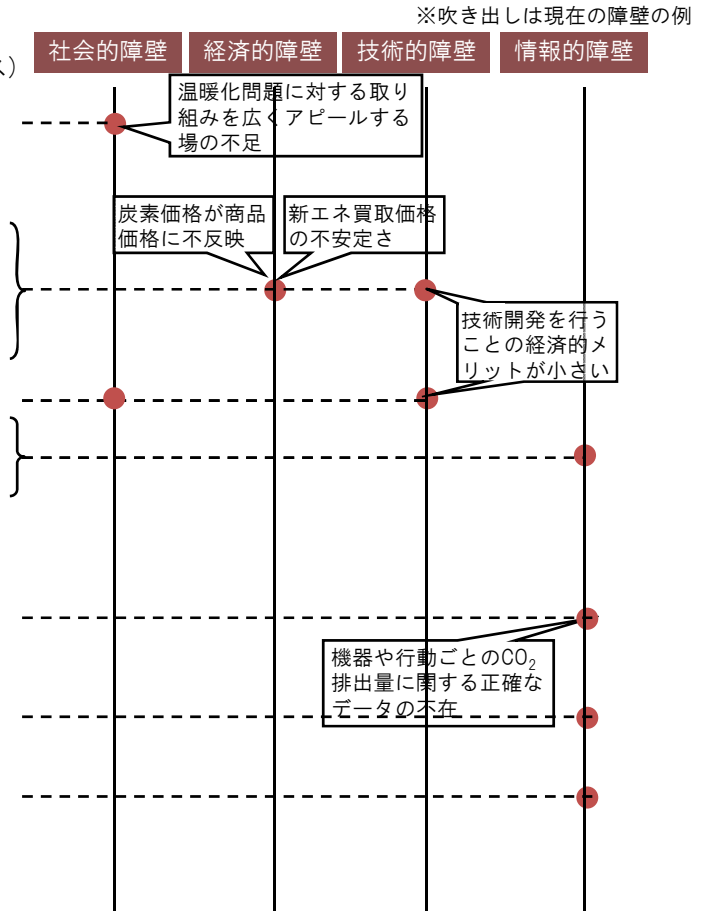 ※吹き出しは現在の障壁の例
)
社会的障壁 経済的障壁 技術的障壁 情報的障壁
温暖化問題に対する取り
組みを広くアピールする
場の不足
炭素価格が商品
価格に不反映
新エネ買取価格
の不安定さ
技術開発を行う
ことの経済的メ
リットが小さい
機器や行動ごとのCO₂
排出量に関する正確な
データの不在